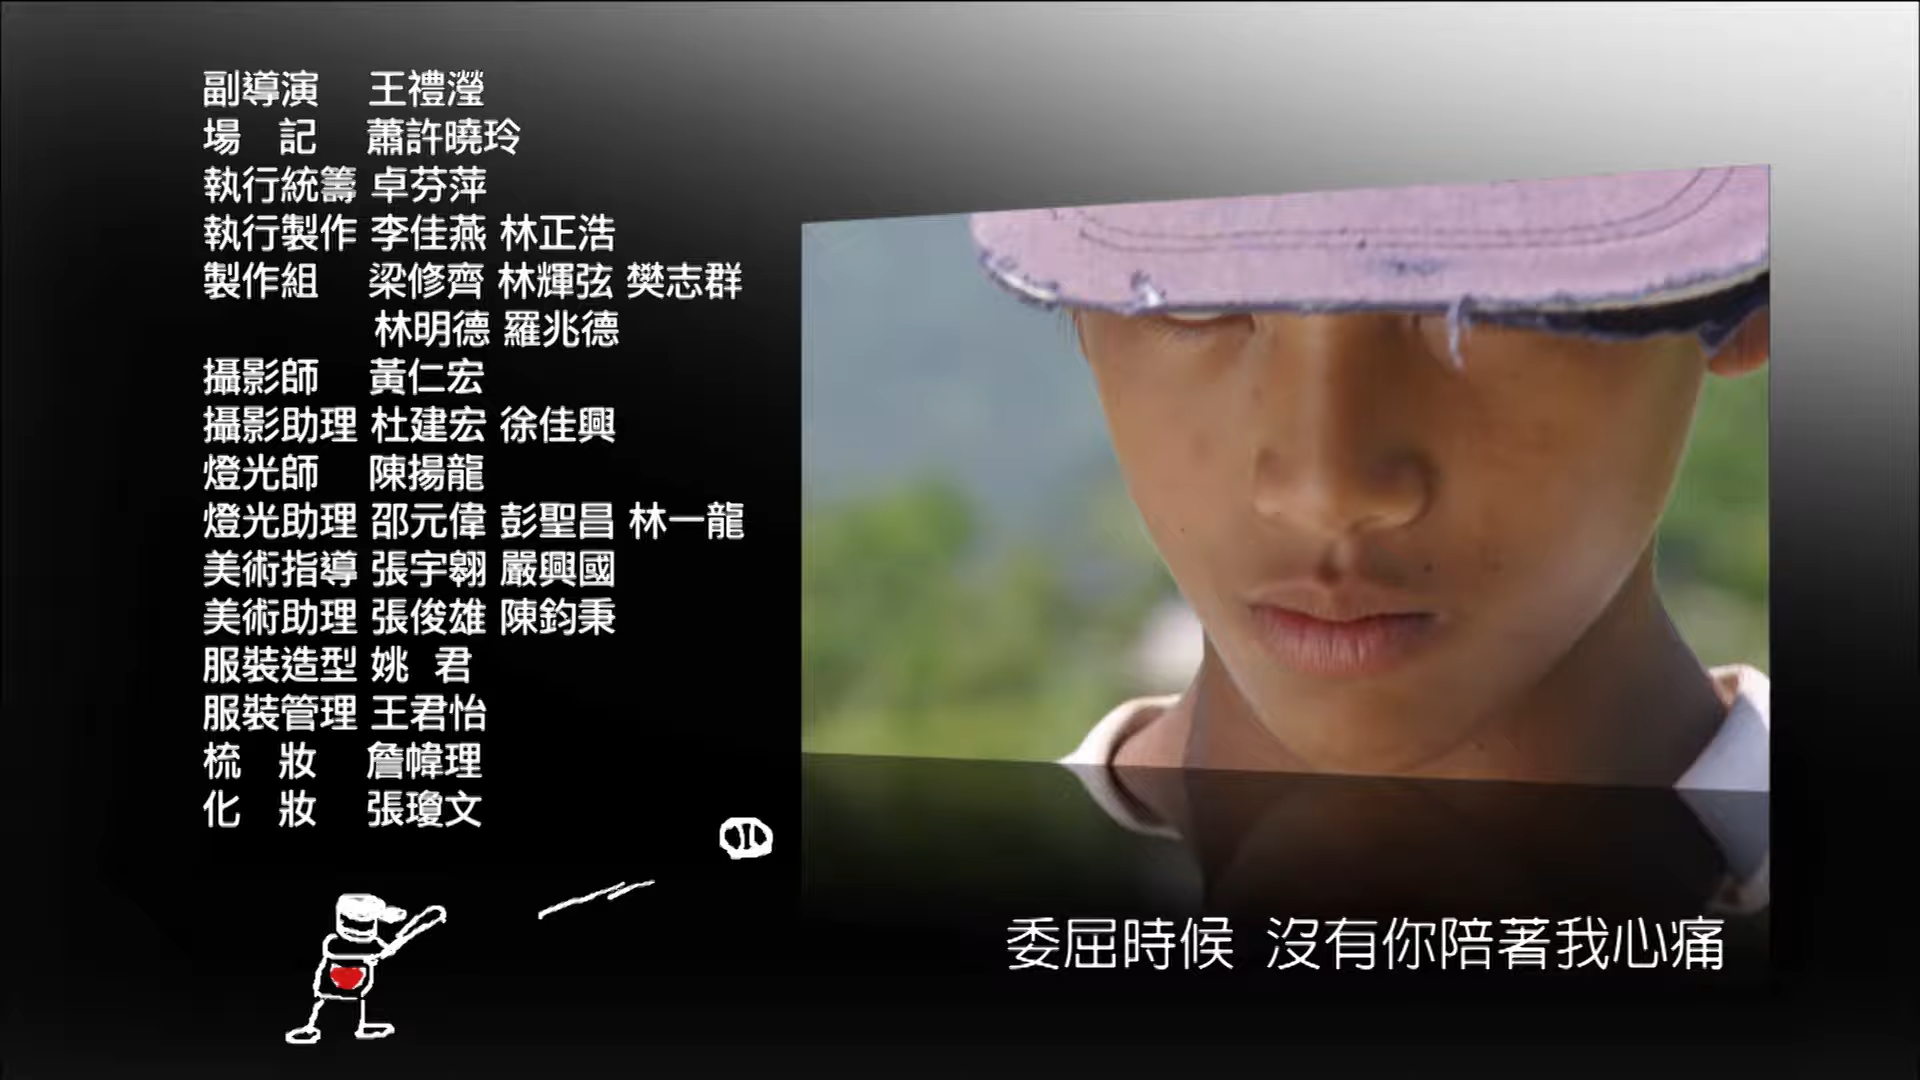 副導演 王禮瀅
場 記 蕭許曉玲
執行統籌 卓芬萍
執行製作 李佳燕 林正浩
製作組 梁修齊 林輝弦 樊志群
林明德 羅兆德
攝影師 黃仁宏
攝影助理 杜建宏 徐佳興
燈光師 陳揚龍
燈光助理 邵元偉 彭聖昌 林一龍
美術指導 張宇翱 嚴興國
美術助理 張俊雄 陳鈞秉
服裝造型 姚 君
服裝管理 王君怡
梳 妝 詹幃理
化 妝 張瓊文
委屈時候 沒有你陪著我心痛